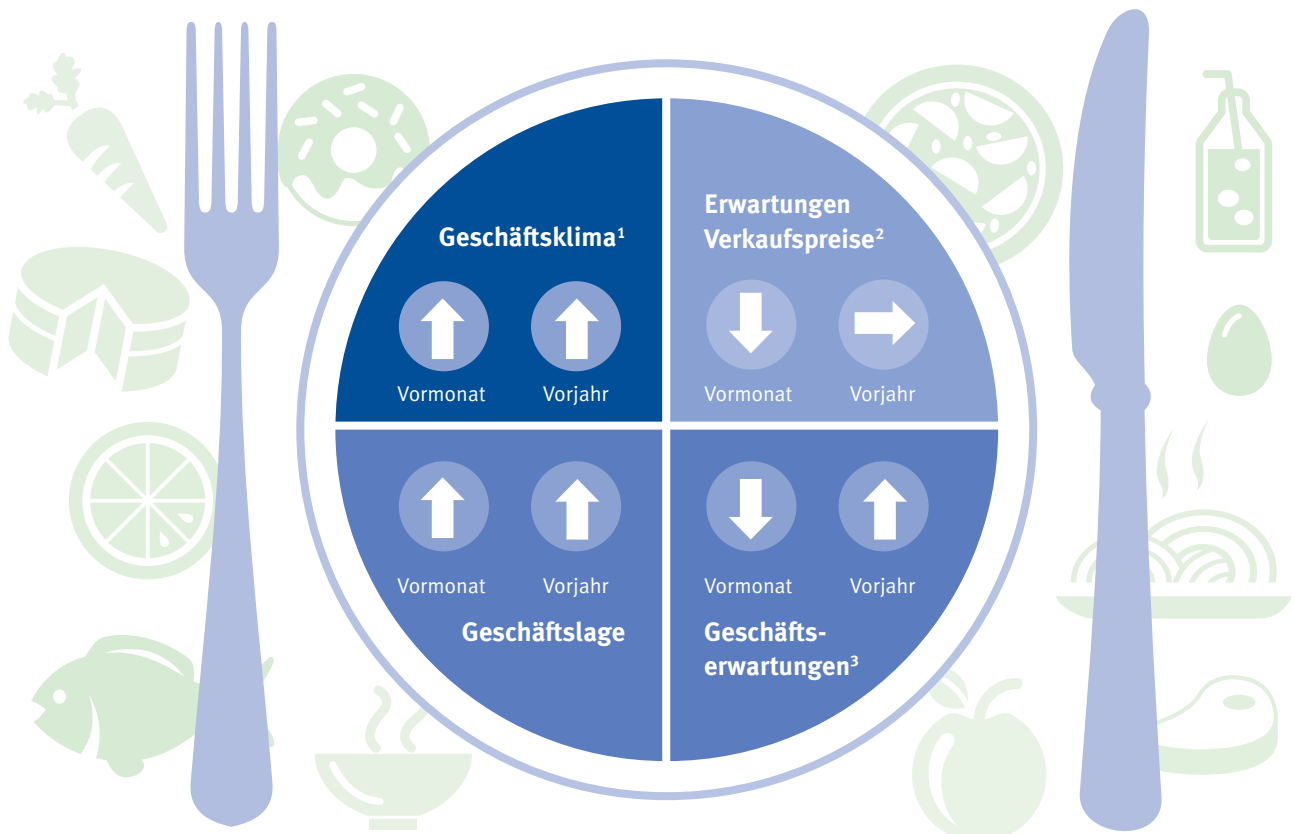 Geschäftsklima¹
Vormonat Vorjahr
Erwartungen
Verkaufspreise²
Vormonat Vorjahr
Vormonat Vorjahr
Geschäftslage
Vormonat Vorjahr
Geschäfts-
erwartungen³